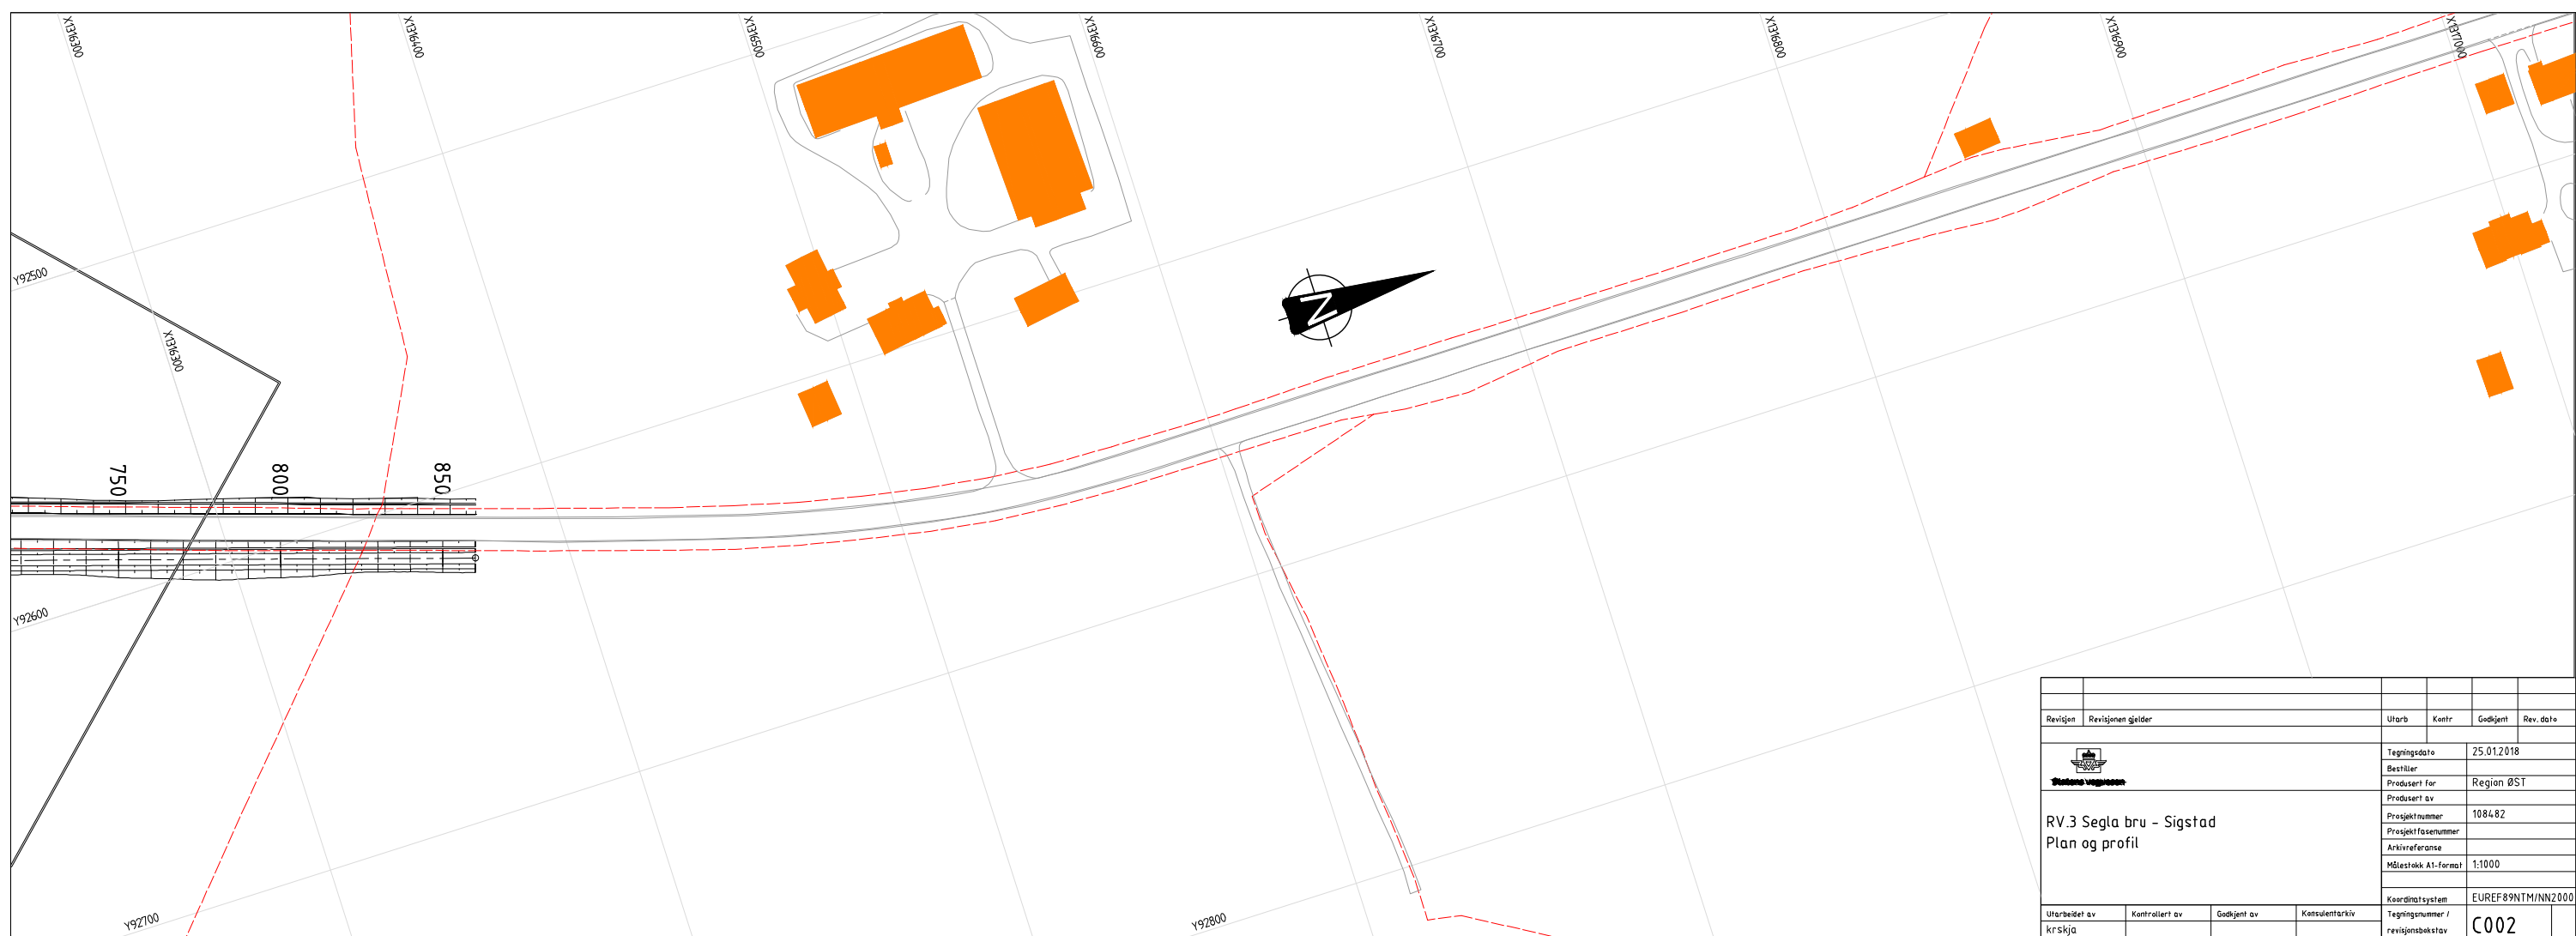 X1316300
X1316400
X1316500
X1316600
X1316700
X1316800
X1316900
X1317000
Y92500
X1316300
N
750
800
850
Y92600
Y92700
Y92800
Revisjon
Revisjonen gjelder
Utarb
Kontr
Godkjent
Rev. dato
Statens vegvesen
Tegningsdato
25.01.2018
Bestiller
Produsert for
Region ØST
Produsert av
Prosjektnummer
108482
Prosjektfasenummer
Arkivreferanse
Målestokk A1-format
1:1000
Koordinatsystem
EUREF89NTM/NN2000
RV.3 Segla bru - Sigstad
Plan og profil
Utarbeidet av
Kontrollert av
Godkjent av
Konsulentarkiv
krskja
Tegningsnummer /
revisjonsbokstav
C002